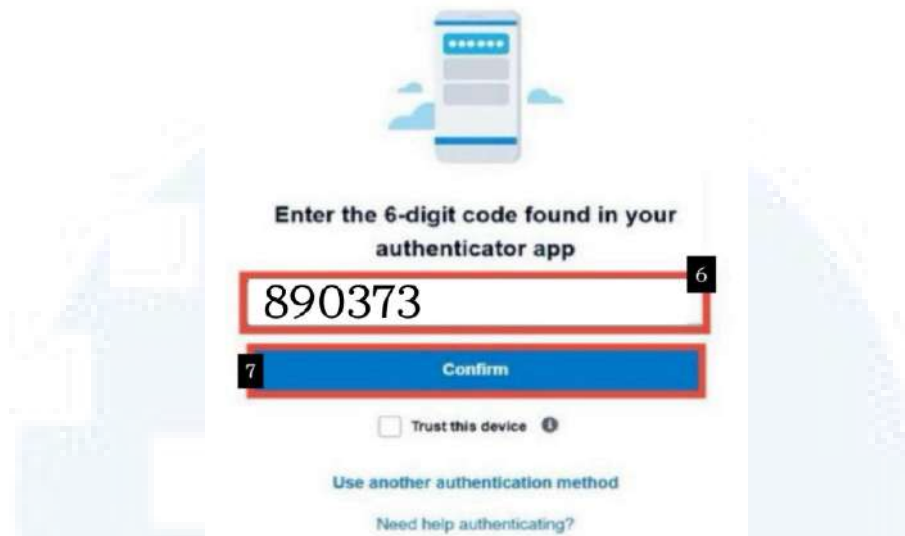 Enter the 6-digit code found in your
authenticator app
6
890373
7
Confirm
Trust this device
Use another authentication method
Need help authenticating?